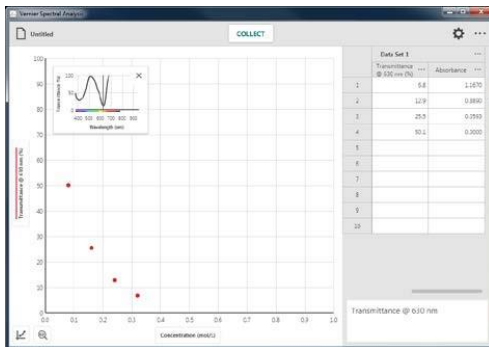 Vernier Spectral Analysis
Untitled
COLLECT
Data Set 1
Transmittance @ 630 nm (%)
Absorbance
1 6.8 1.1670
2 12.9 0.8890
3 25.5
4 50.1 0.3000
5
6
7
8
9
10
100
90
80
70
60
50
40
30
20
10
0
Transmittance @ 630 nm (%)
100
50
0
400 500 600 700 800 900
Wavelength (nm)
0.0 0.1 0.2 0.3 0.4 0.5 0.6 0.7 0.8 0.9 1.0
Concentration (mol/L)
Transmittance @ 630 nm